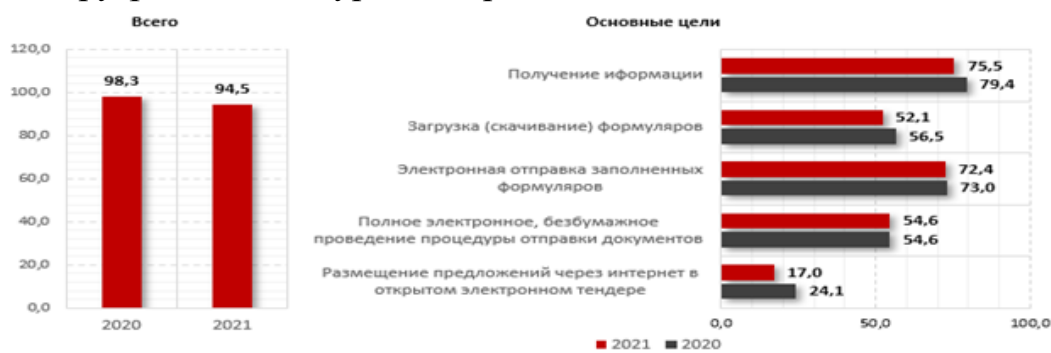 Всего
120,0
100,0
80,0
60,0
40,0
20,0
0,0
98,3
94,5
2020
2021
Основные цели
Получение иформации
75,5
79,4
Загрузка (скачивание) формуляров
52,1
56,5
Электронная отправка заполненных
формуляров
72,4
73,0
Полное электронное, безбумажное
проведение процедуры отправки документов
54,6
54,6
Размещение предложений через интернет в
открытом электронном тендере
17,0
24,1
0,0
50,0
100,0
2021
2020